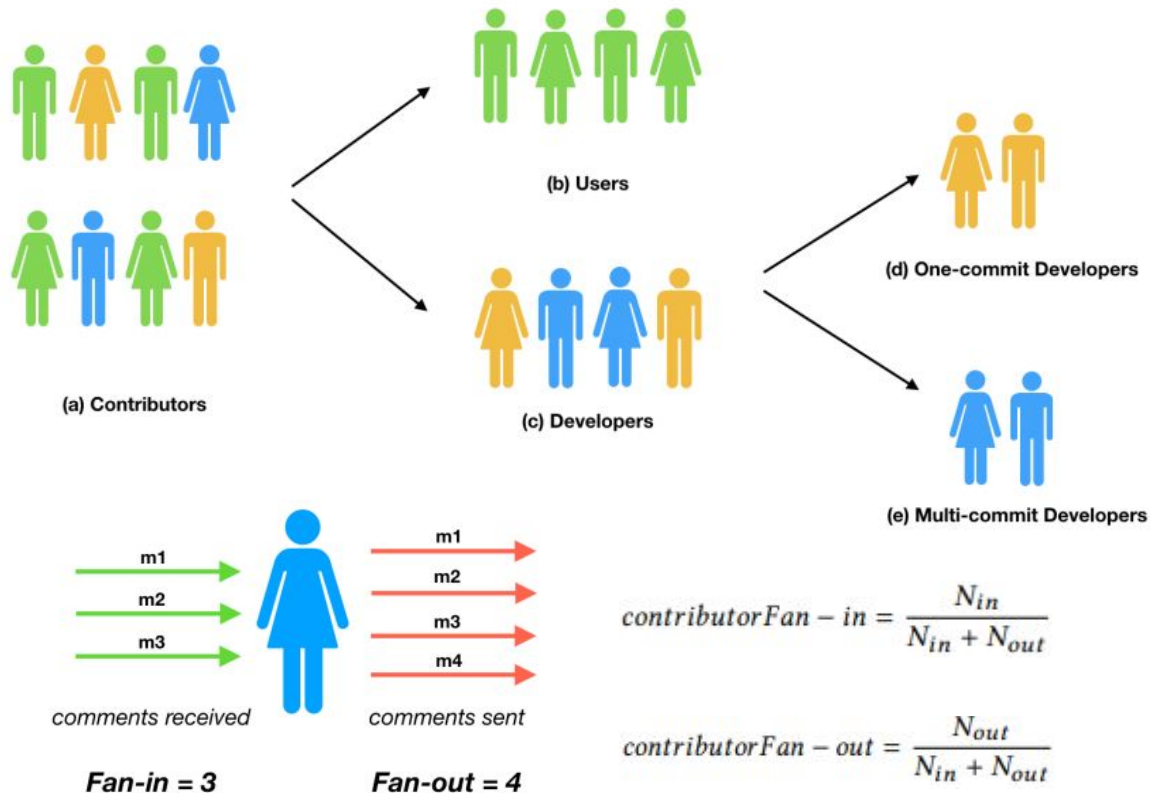 (b) Users
(d) One-commit Developers
(a) Contributors
(c) Developers
(e) Multi-commit Developers
m1
m2
m3
comments received
Fan-in = 3
m1
m2
m3
m4
comments sent
Fan-out = 4
contributorFan − in = N_in / (N_in + N_out)
contributorFan − out = N_out / (N_in + N_out)